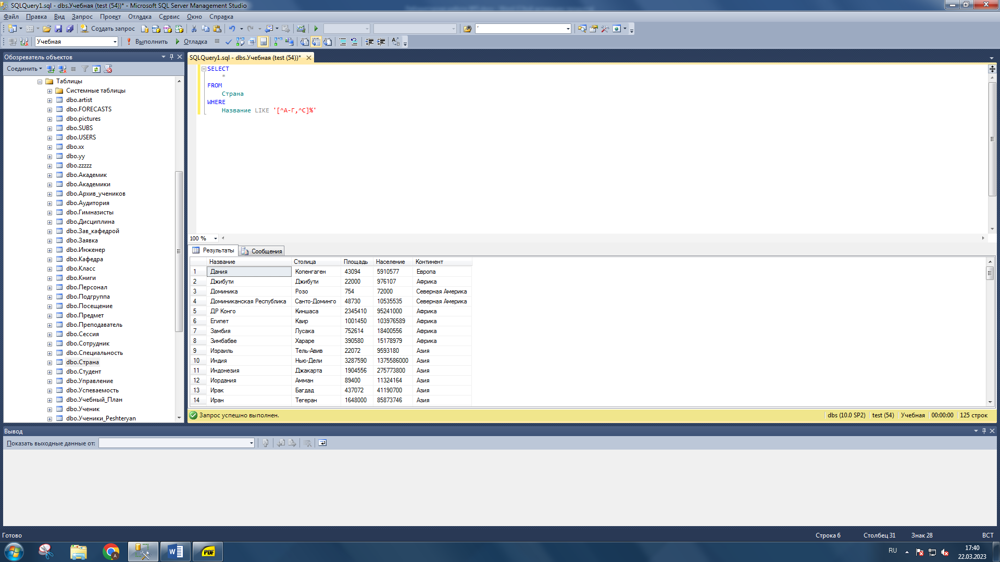 SQLQuery1.sql - dbs.Учебная (test (54))* - Microsoft SQL Server Management Studio
Файл Правка Вид Запрос Проект Отладка Сервис Окно Справка
Создать запрос
Учебная Выполнить Отладка
Обозреватель объектов
Соединить
Таблицы
Системные таблицы
dbo.artist
dbo.FORECASTS
dbo.pictures
dbo.SUBS
dbo.USERS
dbo.xx
dbo.yy
dbo.zzzzz
dbo.Академик
dbo.Академики
dbo.Архив_учеников
dbo.Аудитория
dbo.Гимназисты
dbo.Дисциплина
dbo.Зав_кафедрой
dbo.Заявка
dbo.Инженер
dbo.Кафедра
dbo.Класс
dbo.Книги
dbo.Персонал
dbo.Подгруппа
dbo.Посещение
dbo.Предмет
dbo.Преподаватель
dbo.Сессия
dbo.Сотрудник
dbo.Специальность
dbo.Страна
dbo.Студент
dbo.Управление
dbo.Успеваемость
dbo.Учебный_План
dbo.Ученик
dbo.Ученики_Peshteryan
SQLQuery1.sql - dbs.Учебная (test (54))*
SELECT
*
FROM
Страна
WHERE
Название LIKE '[^А-Г,^С]%'
100 %
Результаты Сообщения
Название Столица Площадь Население Континент
1 Дания Копенгаген 43094 5910577 Европа
2 Джибути Джибути 22000 976107 Африка
3 Доминика Розо 754 72000 Северная Америка
4 Доминиканская Республика Санто-Доминго 48730 10535535 Северная Америка
5 ДР Конго Киншаса 2345410 95241000 Африка
6 Египет Каир 1001450 103976589 Африка
7 Замбия Лусака 752614 18400556 Африка
8 Зимбабве Хараре 390580 15178979 Африка
9 Израиль Тель-Авив 22072 9593180 Азия
10 Индия Нью-Дели 3287590 1375586000 Азия
11 Индонезия Джакарта 1904556 275773800 Азия
12 Иордания Амман 89400 11324164 Азия
13 Ирак Багдад 437072 41190700 Азия
14 Иран Тегеран 1648000 85873746 Азия
Запрос успешно выполнен. dbs (10.0 SP2) test (54) Учебная 00:00:00 125 строк
Вывод
Показать выходные данные от:
Готово Строка 6 Столбец 31 Знак 28 ВСТ
RU 17:40
22.03.2023